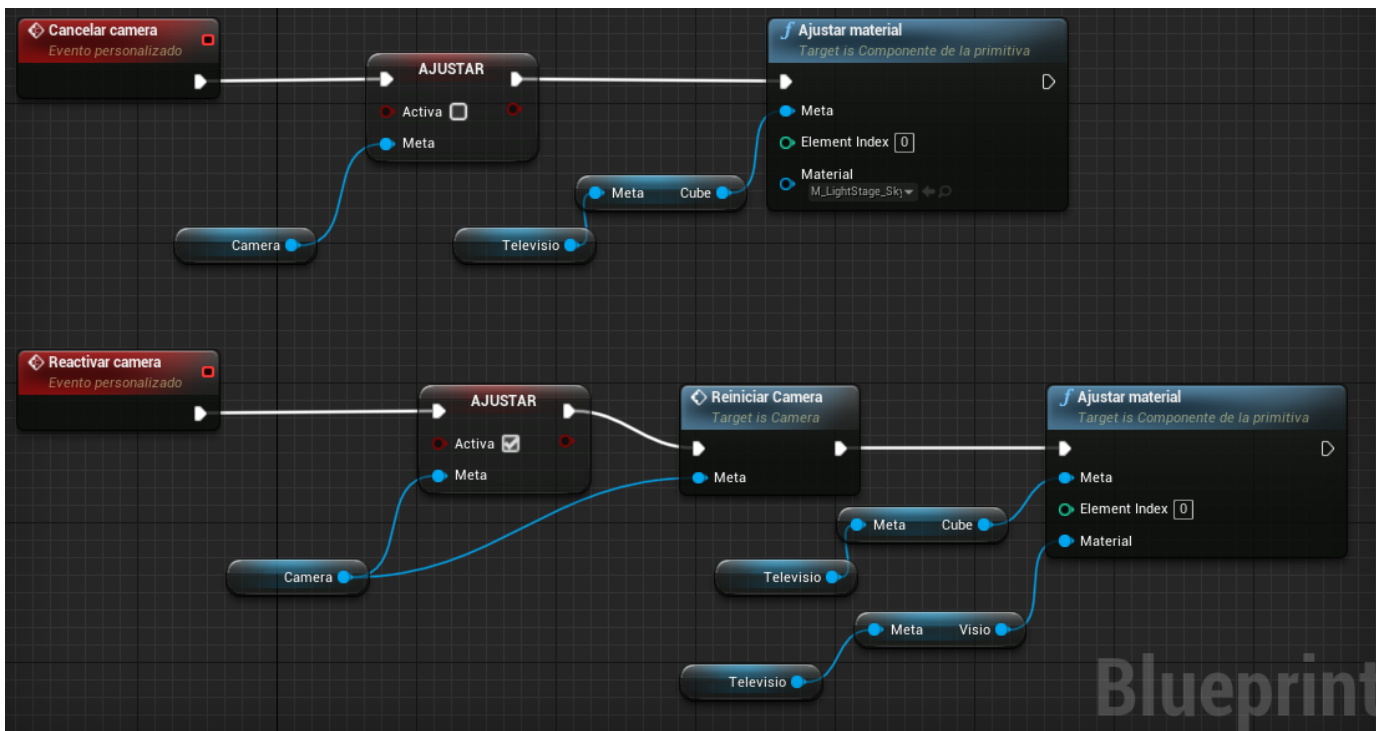 Cancelar camera
Evento personalizado
AJUSTAR
Activa
Meta
Camera
Meta Cube
Televisio
Ajustar material
Target is Componente de la primitiva
Meta
Element Index 0
Material
M_LightStage_Sky
Reactivar camera
Evento personalizado
AJUSTAR
Activa
Meta
Camera
Reiniciar Camera
Target is Camera
Meta
Meta Cube
Televisio
Meta Visio
Televisio
Ajustar material
Target is Componente de la primitiva
Meta
Element Index 0
Material
Blueprint